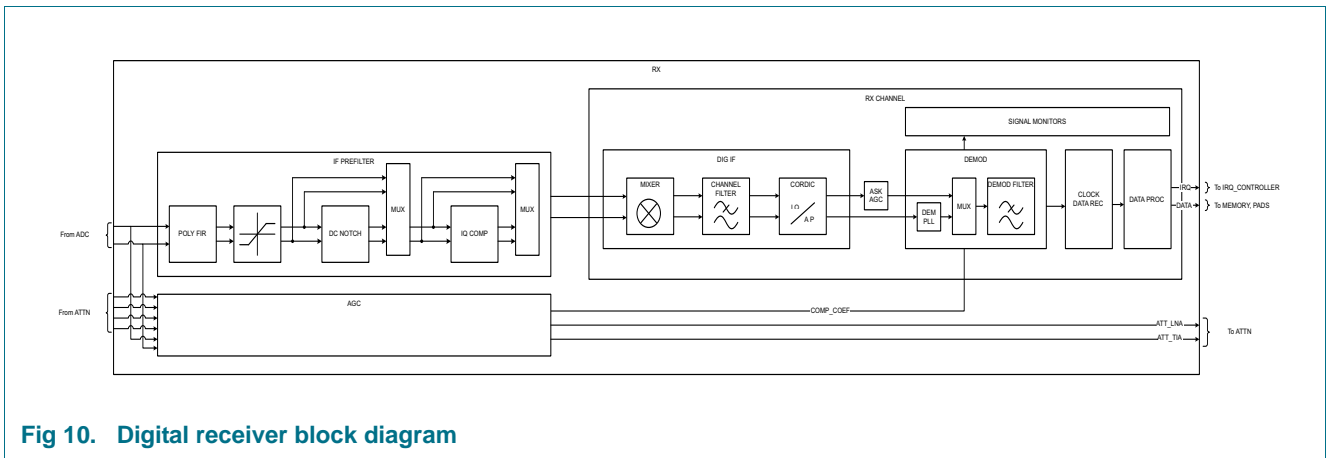 RX
RX CHANNEL
SIGNAL MONITORS
IF PREFILTER
DIG IF
DEMOD
MIXER
CHANNEL
FILTER
CORDIC
ASK
AGC
DEMOD FILTER
MUX
MUX
MUX
DEM
PLL
CLOCK
DATA REC
DATA PROC
IRQ
To IRQ_CONTROLLER
DATA
To MEMORY, PADS
From ADC
POLY FIR
DC NOTCH
IQ COMP
A P
AGC
From ATTN
COMP_COEF
ATT_LNA
ATT_TIA
To ATTN
Fig 10. Digital receiver block diagram